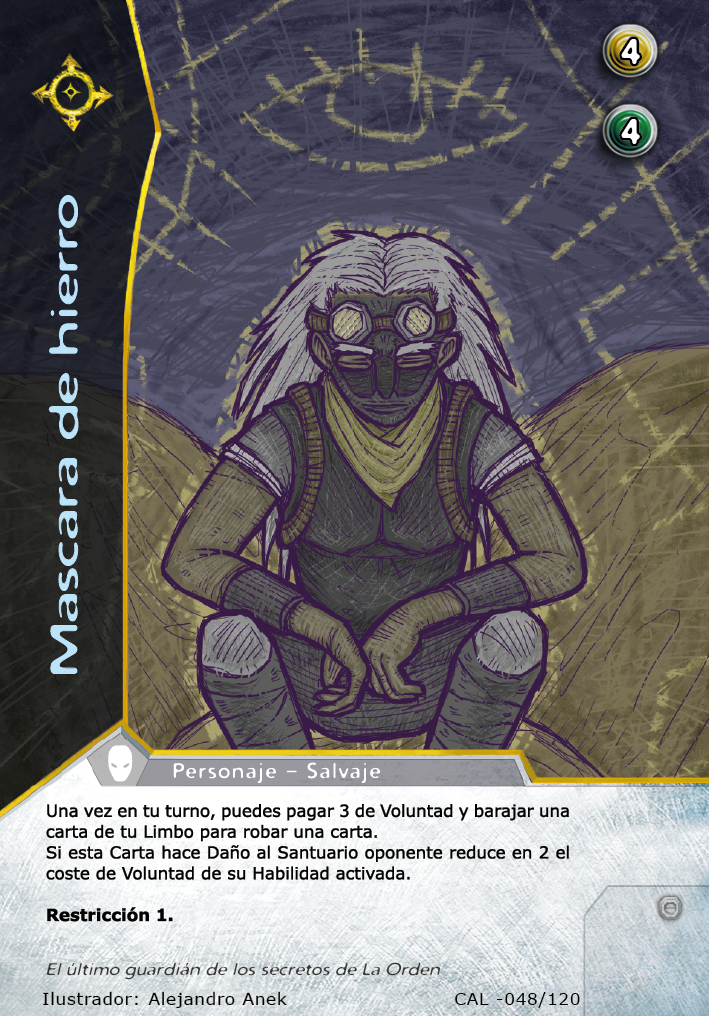 4
4
Mascara de hierro
Personaje – Salvaje
Una vez en tu turno, puedes pagar 3 de Voluntad y barajar una
carta de tu Limbo para robar una carta.
Si esta Carta hace Daño al Santuario oponente reduce en 2 el
coste de Voluntad de su Habilidad activada.
Restricción 1.
El último guardián de los secretos de La Orden
Ilustrador: Alejandro Anek
CAL -048/120